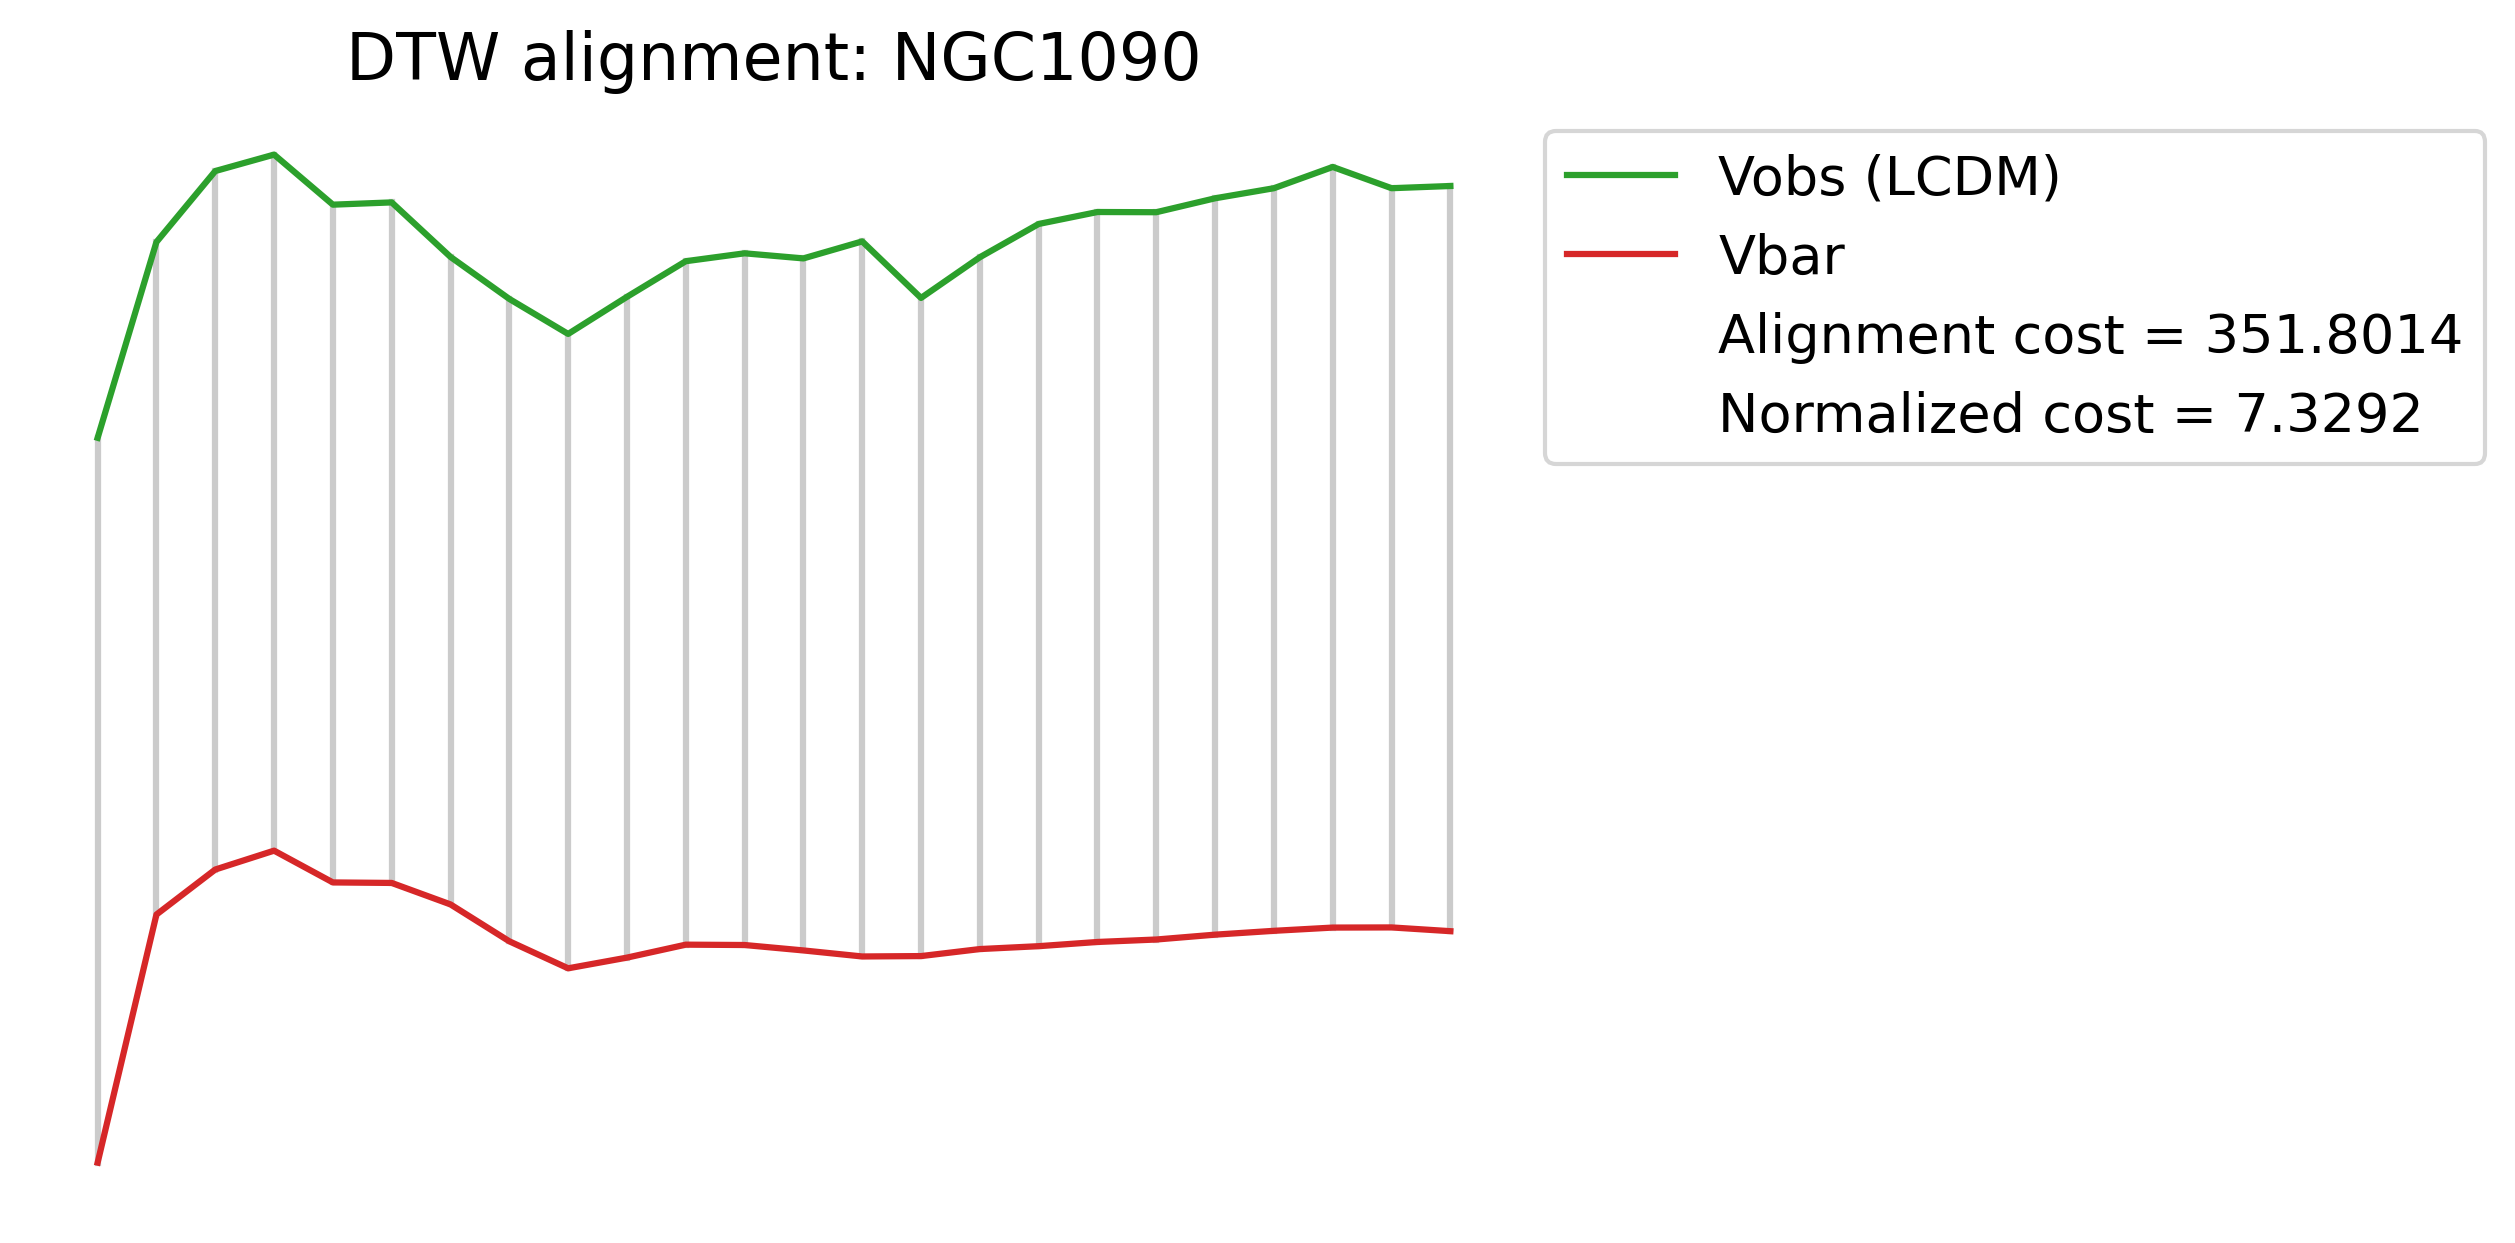 DTW alignment: NGC1090
Vobs (LCDM)
Vbar
Alignment cost = 351.8014
Normalized cost = 7.3292